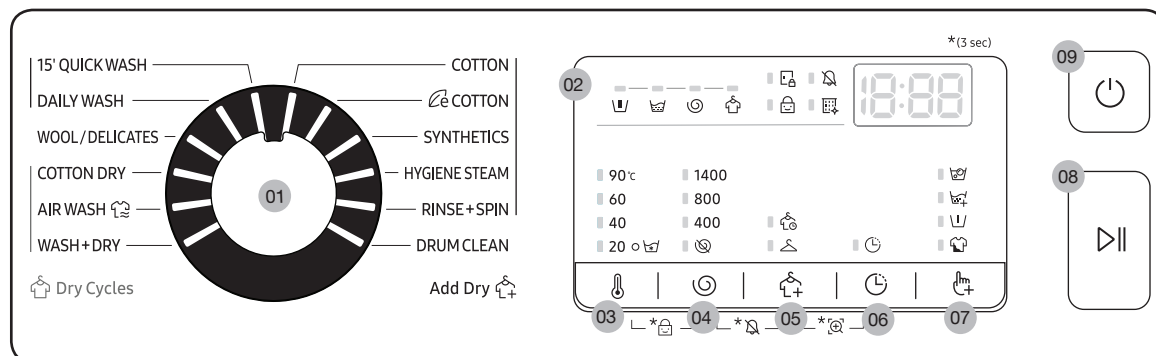 *(3 sec)
15' QUICK WASH
DAILY WASH
WOOL/DELICATES
COTTON DRY
AIR WASH
WASH+DRY
Dry Cycles
COTTON
e COTTON
SYNTHETICS
HYGIENE STEAM
RINSE+SPIN
DRUM CLEAN
Add Dry
01
02
18:88
90℃
60
40
20
1400
800
400
03
04
05
06
07
*
*
*
09
08